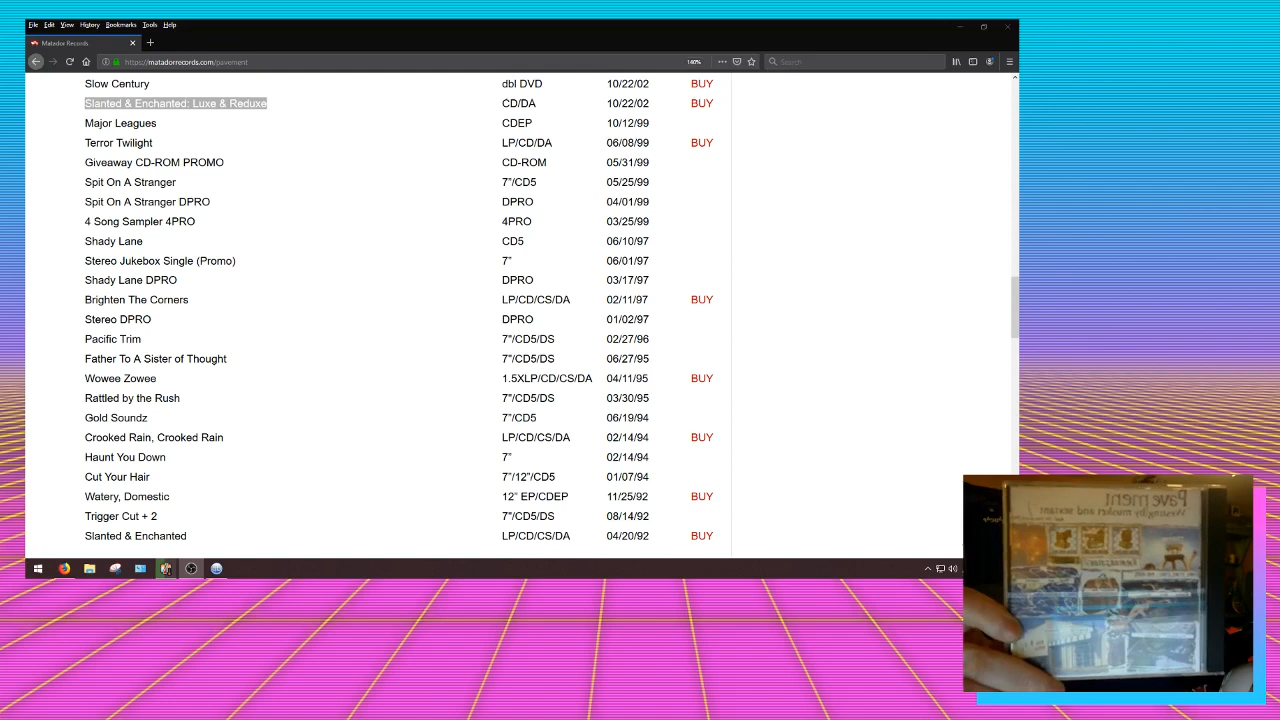 File Edit View History Bookmarks Tools Help
Matador Records
https://matadorrecords.com/pavement 140% Search
Slow Century dbl DVD 10/22/02 BUY
Slanted & Enchanted: Luxe & Reduxe CD/DA 10/22/02 BUY
Major Leagues CDEP 10/12/99
Terror Twilight LP/CD/DA 06/08/99 BUY
Giveaway CD-ROM PROMO CD-ROM 05/31/99
Spit On A Stranger 7"/CD5 05/25/99
Spit On A Stranger DPRO DPRO 04/01/99
4 Song Sampler 4PRO 4PRO 03/25/99
Shady Lane CD5 06/10/97
Stereo Jukebox Single (Promo) 7" 06/01/97
Shady Lane DPRO DPRO 03/17/97
Brighten The Corners LP/CD/CS/DA 02/11/97 BUY
Stereo DPRO DPRO 01/02/97
Pacific Trim 7"/CD5/DS 02/27/96
Father To A Sister of Thought 7"/CD5/DS 06/27/95
Wowee Zowee 1.5XLP/CD/CS/DA 04/11/95 BUY
Rattled by the Rush 7"/CD5/DS 03/30/95
Gold Soundz 7"/CD5 06/19/94
Crooked Rain, Crooked Rain LP/CD/CS/DA 02/14/94 BUY
Haunt You Down 7" 02/14/94
Cut Your Hair 7"/12"/CD5 01/07/94
Watery, Domestic 12" EP/CDEP 11/25/92 BUY
Trigger Cut + 2 7"/CD5/DS 08/14/92
Slanted & Enchanted LP/CD/CS/DA 04/20/92 BUY
Pavement